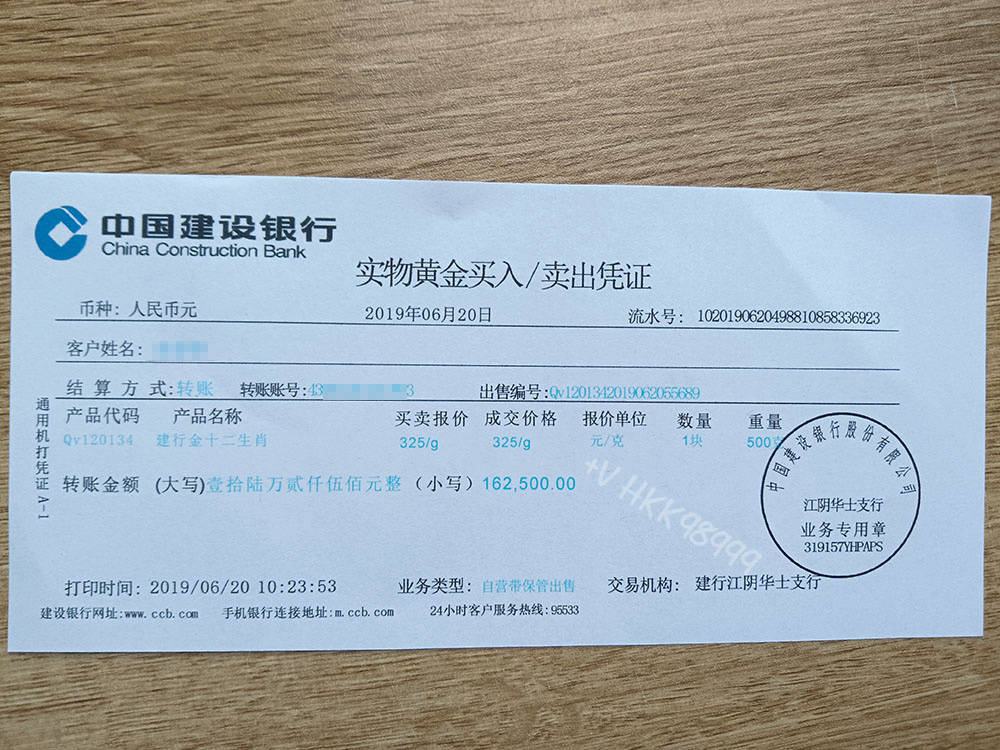 中国建设银行
China Construction Bank
实物黄金买入/卖出凭证
币种：人民币元 2019年06月20日 流水号： 1020190620498810858336923
客户姓名：
结算方式:转账 转账账号:43 3 出售编号:Qv1201342019062055689
产品代码 产品名称 买卖报价 成交价格 报价单位 数量 重量
Qv120134 建行金十二生肖 325/g 325/g 元/克 1块 500克
转账金额 (大写)壹拾陆万贰仟伍佰元整 (小写)162,500.00
通用机打凭证 A-1
+V HKK98999
中国建设银行股份有限公司
江阴华士支行
业务专用章
319157YHPAPS
打印时间: 2019/06/20 10:23:53 业务类型: 自营带保管出售 交易机构: 建行江阴华士支行
建设银行网址:www.ccb.com 手机银行连接地址:m.ccb.com 24小时客户服务热线:95533